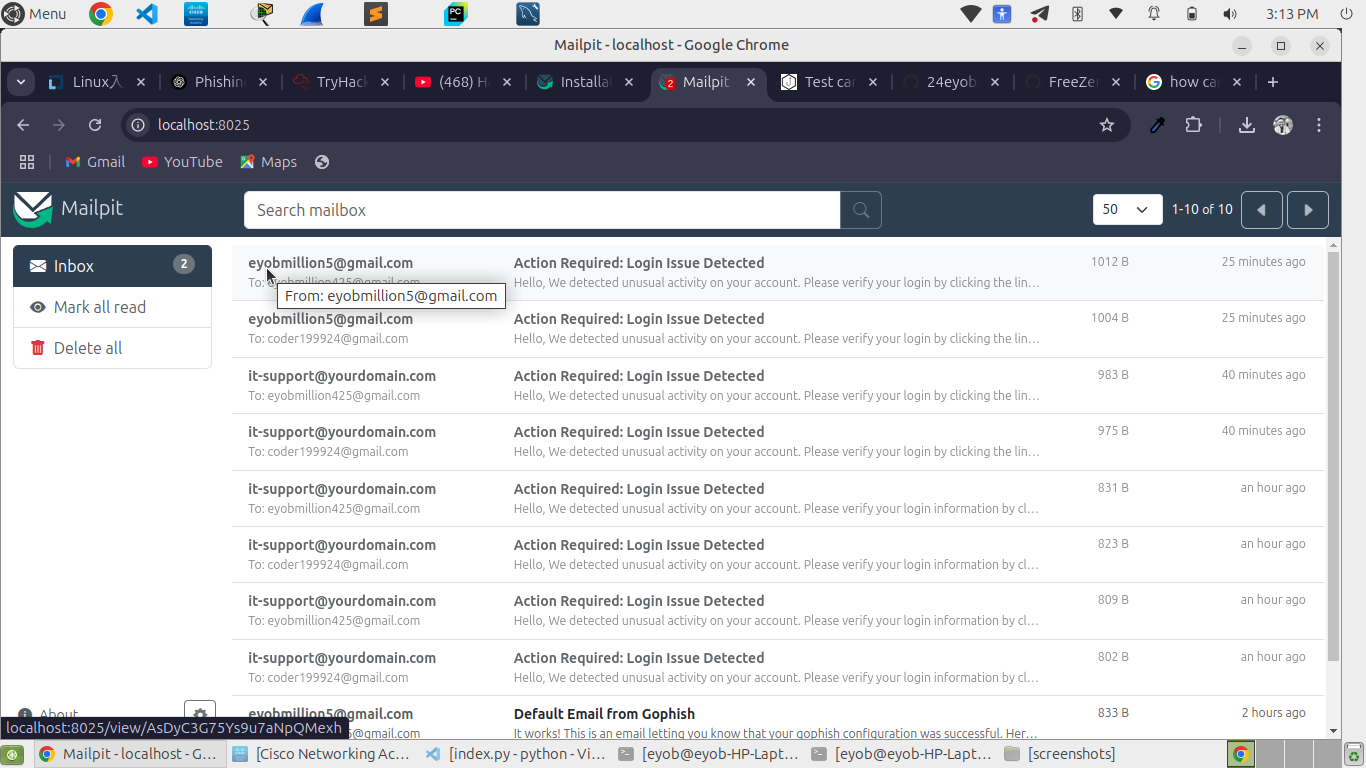 Menu
3:13 PM
Mailpit - localhost - Google Chrome
Linux入
Phishin
TryHack
(468) H
Installa
2
Mailpit
Test car
24eyob
FreeZe
how ca
localhost:8025
Gmail
YouTube
Maps
Mailpit
Search mailbox
50
1-10 of 10
Inbox
2
Mark all read
Delete all
eyobmillion5@gmail.com
Action Required: Login Issue Detected
1012 B
25 minutes ago
To: eyobmillion425@gmail.com
Hello, We detected unusual activity on your account. Please verify your login by clicking the lin…
From: eyobmillion5@gmail.com
eyobmillion5@gmail.com
Action Required: Login Issue Detected
1004 B
25 minutes ago
To: coder199924@gmail.com
Hello, We detected unusual activity on your account. Please verify your login by clicking the lin…
it-support@yourdomain.com
Action Required: Login Issue Detected
983 B
40 minutes ago
To: eyobmillion425@gmail.com
Hello, We detected unusual activity on your account. Please verify your login by clicking the lin…
it-support@yourdomain.com
Action Required: Login Issue Detected
975 B
40 minutes ago
To: coder199924@gmail.com
Hello, We detected unusual activity on your account. Please verify your login by clicking the lin…
it-support@yourdomain.com
Action Required: Login Issue Detected
831 B
an hour ago
To: eyobmillion425@gmail.com
Hello, We detected unusual activity on your account. Please verify your login information by cl…
it-support@yourdomain.com
Action Required: Login Issue Detected
823 B
an hour ago
To: coder199924@gmail.com
Hello, We detected unusual activity on your account. Please verify your login information by cl…
it-support@yourdomain.com
Action Required: Login Issue Detected
809 B
an hour ago
To: eyobmillion425@gmail.com
Hello, We detected unusual activity on your account. Please verify your login information by cl…
it-support@yourdomain.com
Action Required: Login Issue Detected
802 B
an hour ago
To: coder199924@gmail.com
Hello, We detected unusual activity on your account. Please verify your login information by cl…
eyobmillion5@gmail.com
Default Email from Gophish
833 B
2 hours ago
5@gmail.com
It works! This is an email letting you know that your gophish configuration was successful. Her…
About
localhost:8025/view/AsDyC3G75Ys9u7aNpQMexh
Mailpit - localhost - G...
[Cisco Networking Ac...
[index.py - python - Vi...
[eyob@eyob-HP-Lapt...
[eyob@eyob-HP-Lapt...
[screenshots]